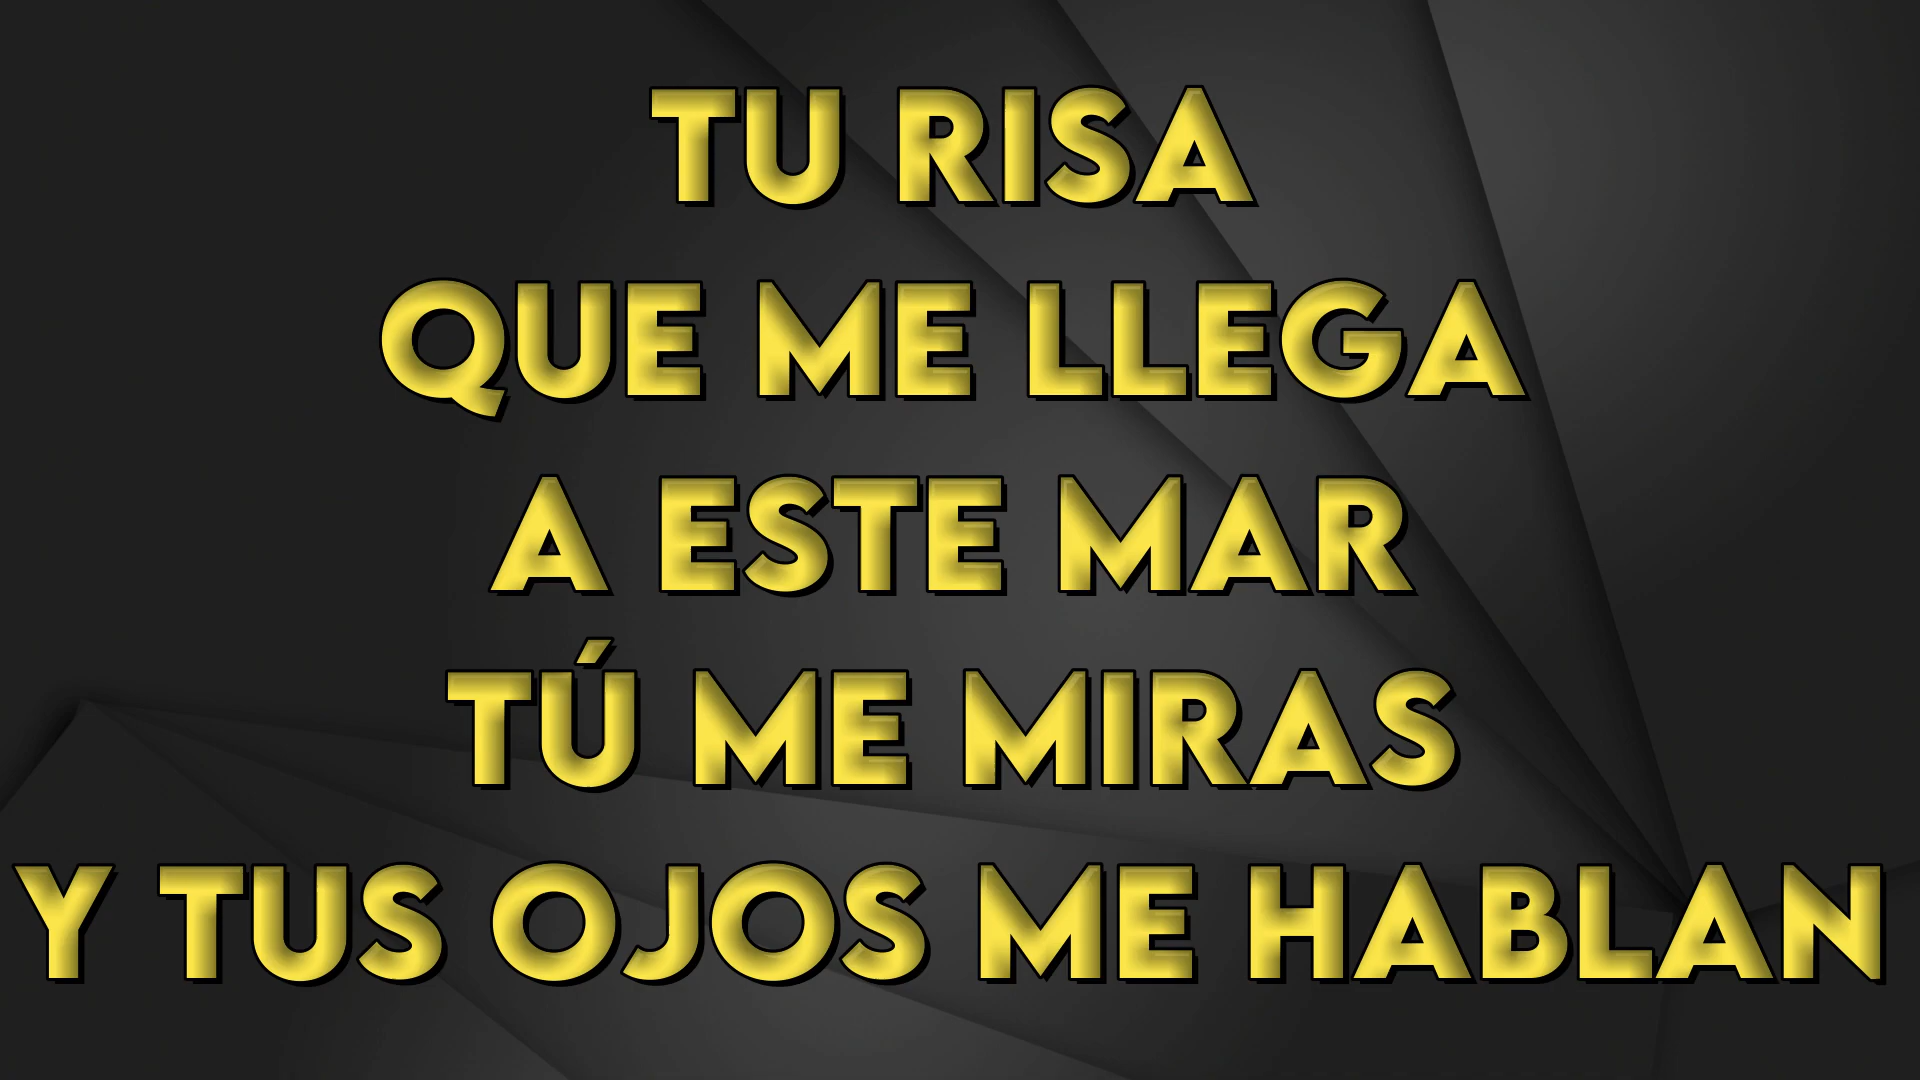 TU RISA
QUE ME LLEGA
A ESTE MAR
TÚ ME MIRAS
Y TUS OJOS ME HABLAN